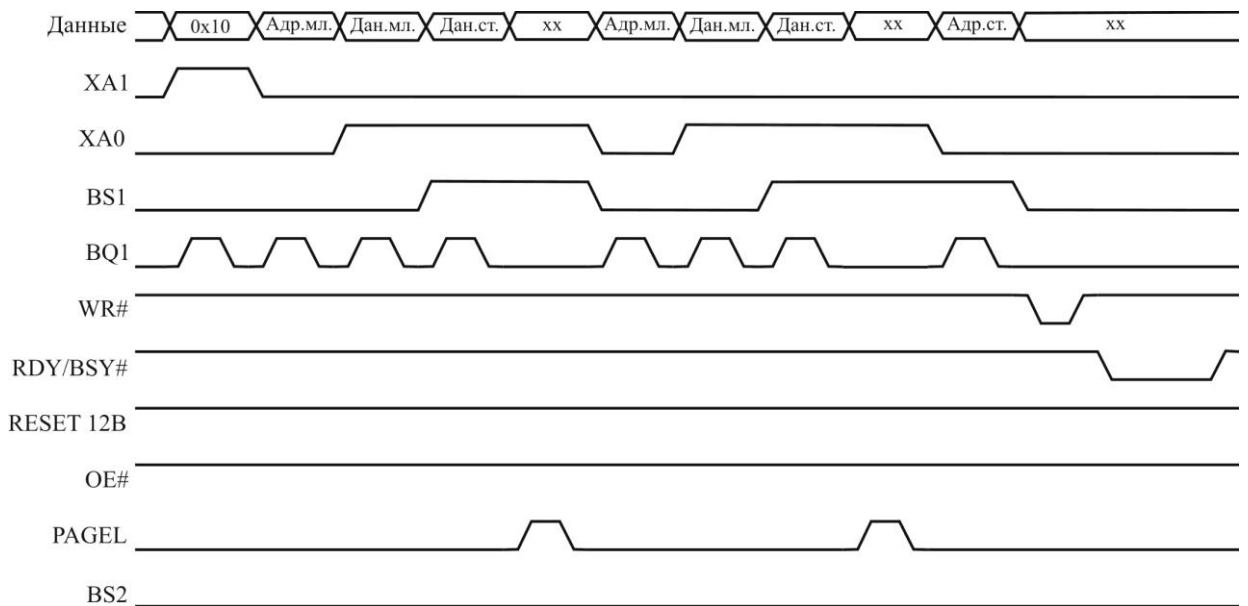 Данные 0x10 Адр.мл. Дан.мл. Дан.ст. xx Адр.мл. Дан.мл. Дан.ст. xx Адр.ст. xx
XA1
XA0
BS1
BQ1
WR#
RDY/BSY#
RESET 12В
OE#
PAGEL
BS2